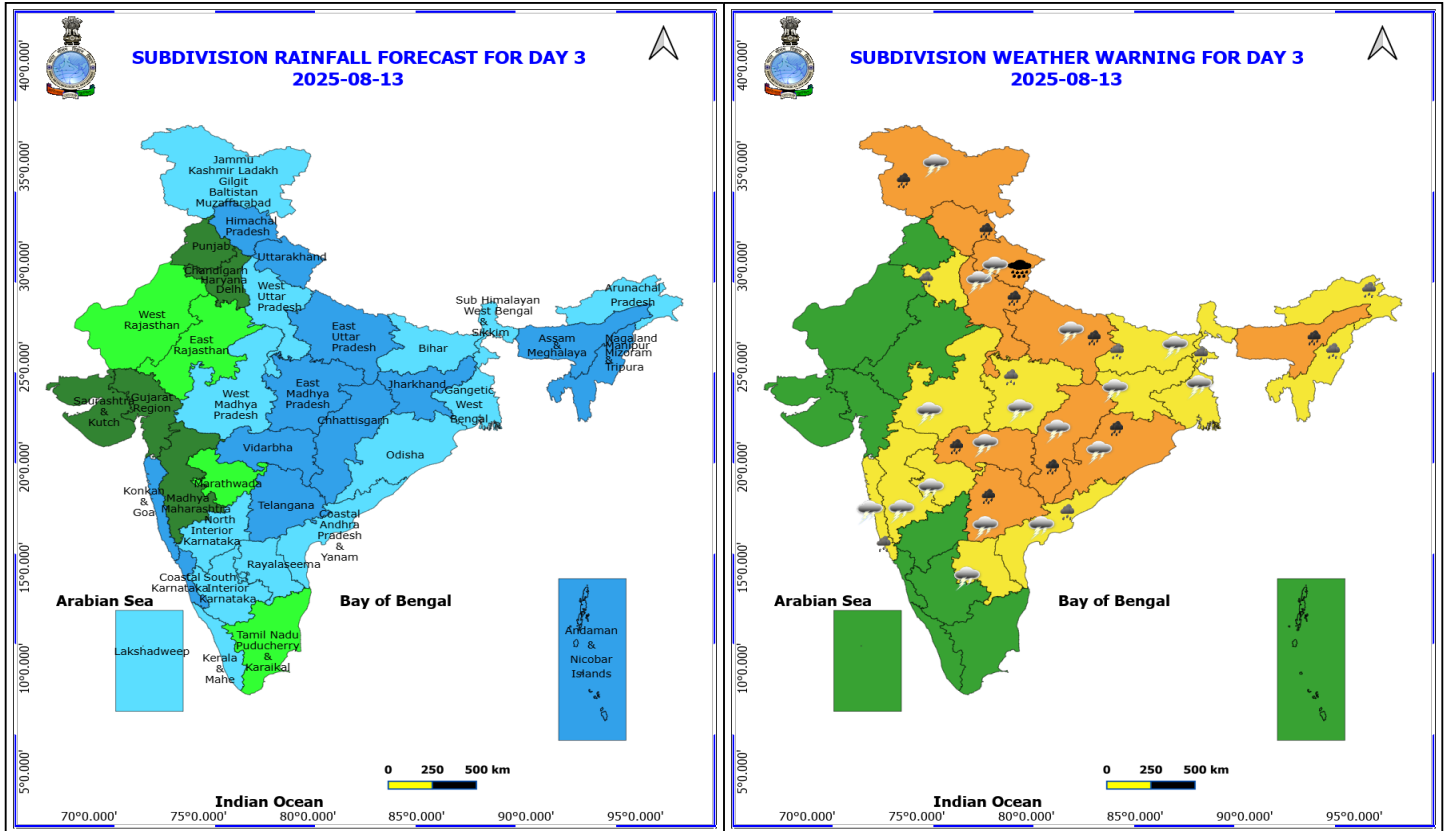 SUBDIVISION RAINFALL FORECAST FOR DAY 3
2025-08-13
40°0.000'
35°0.000'
30°0.000'
25°0.000'
20°0.000'
15°0.000'
10°0.000'
5°0.000'
Jammu
Kashmir Ladakh
Gilgit
Baltistan
Muzaffarabad
Himachal
Pradesh
Punjab
Uttarakhand
Chandigarh
Haryana
Delhi
West
Uttar
Pradesh
Arunachal
Pradesh
Sub Himalayan
West Bengal
&
Sikkim
West
Rajasthan
East
Rajasthan
East
Uttar
Pradesh
Bihar
Assam
&
Meghalaya
Nagaland
Manipur
Mizoram
&
Tripura
Saurashtra
&
Kutch
Gujarat
Region
West
Madhya
Pradesh
East
Madhya
Pradesh
Jharkhand
Gangetic
West
Bengal
Chhattisgarh
Vidarbha
Odisha
Konkan
&
Goa
Madhya
Maharashtra
Marathwada
Telangana
North
Interior
Karnataka
Coastal
Andhra
Pradesh
&
Yanam
Rayalaseema
Coastal
Karnataka
South
Interior
Karnataka
Arabian Sea
Bay of Bengal
Lakshadweep
Kerala
&
Mahe
Tamil Nadu
Puducherry
&
Karaikal
Andaman
&
Nicobar
Islands
0 250 500 km
Indian Ocean
70°0.000' 75°0.000' 80°0.000' 85°0.000' 90°0.000' 95°0.000'
SUBDIVISION WEATHER WARNING FOR DAY 3
2025-08-13
40°0.000'
35°0.000'
30°0.000'
25°0.000'
20°0.000'
15°0.000'
10°0.000'
5°0.000'
Arabian Sea
Bay of Bengal
0 250 500 km
Indian Ocean
70°0.000' 75°0.000' 80°0.000' 85°0.000' 90°0.000' 95°0.000'